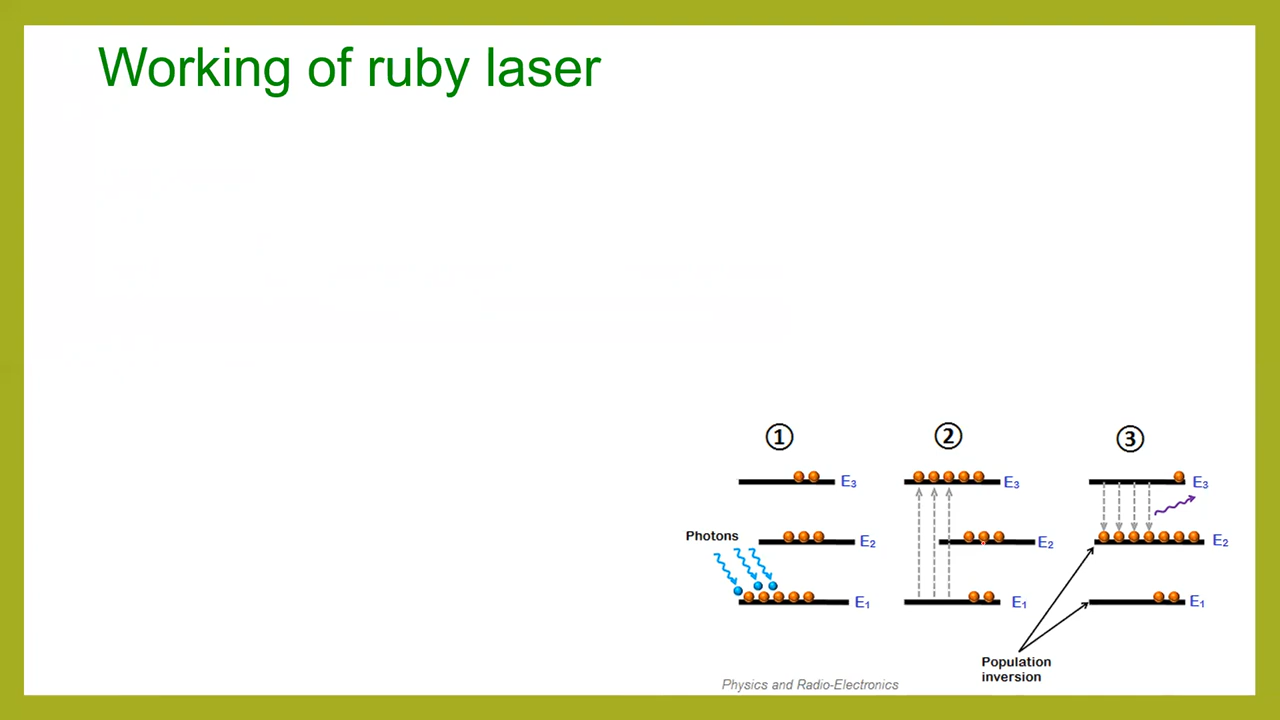 Working of ruby laser
① ② ③
E₃ E₃ E₃
Photons
E₂ E₂ E₂
E₁ E₁ E₁
Population
inversion
Physics and Radio-Electronics